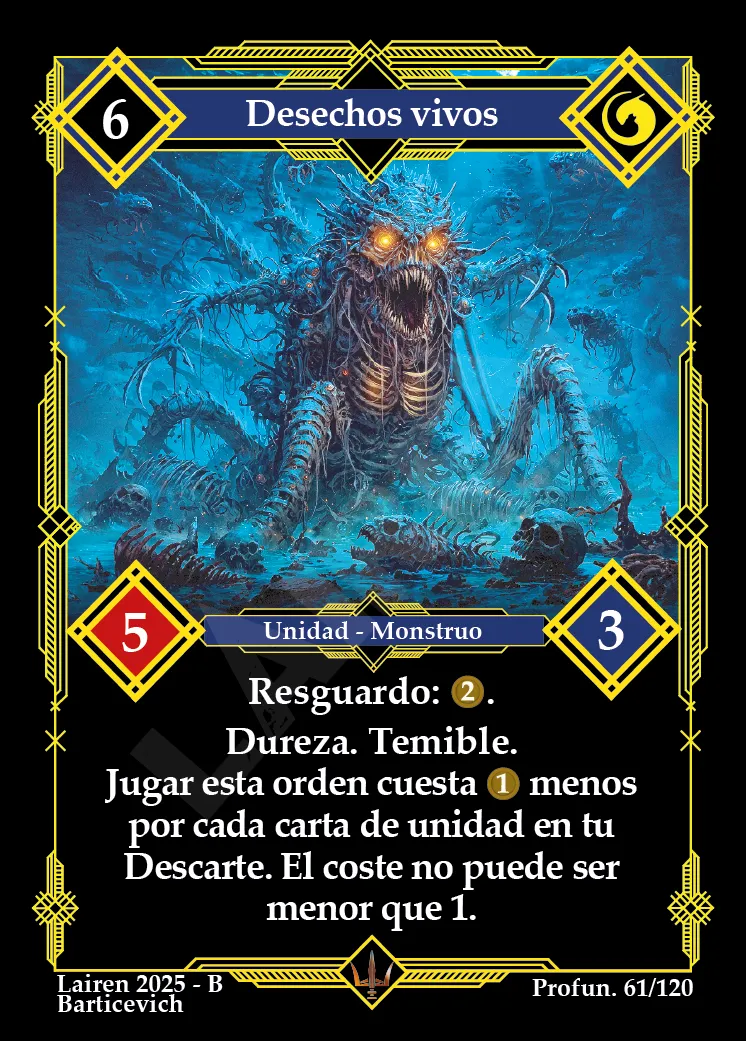 6
Desechos vivos
5
Unidad - Monstruo
3
Resguardo: 2.
Dureza. Temible.
Jugar esta orden cuesta 1 menos
por cada carta de unidad en tu
Descarte. El coste no puede ser
menor que 1.
Lairen 2025 - B
Barticevich
Profun. 61/120